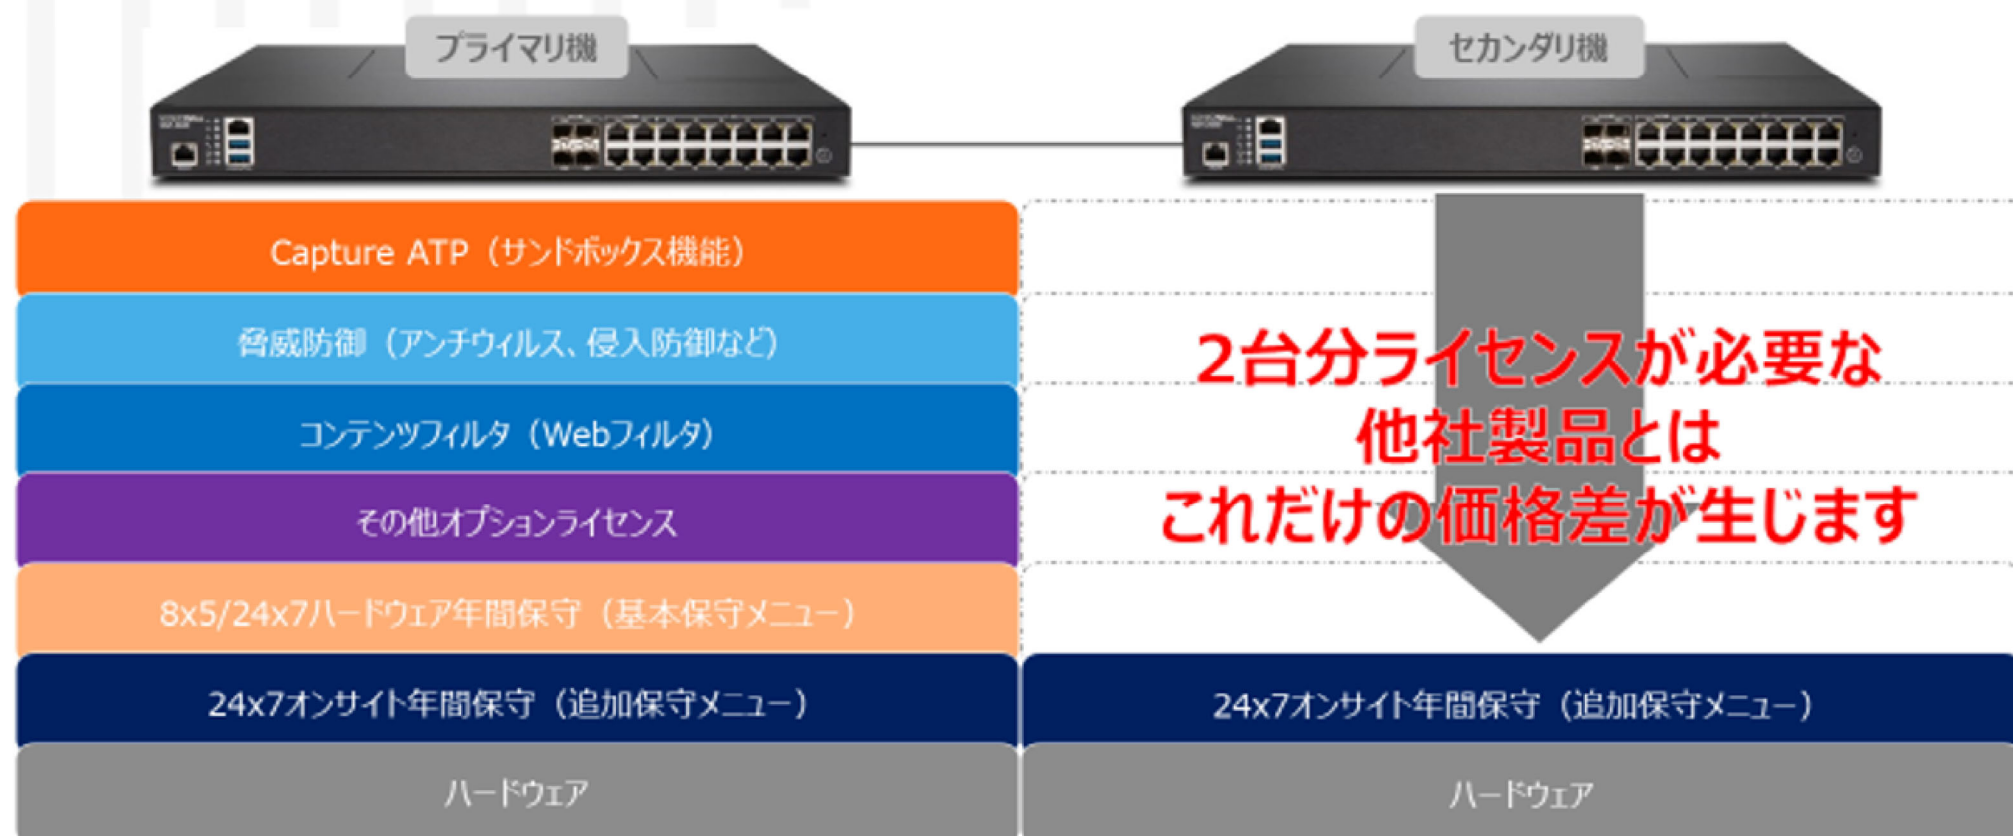 プライマリ機
セカンダリ機
Capture ATP（サンドボックス機能）
脅威防御（アンチウィルス、侵入防御など）
コンテンツフィルタ（Webフィルタ）
その他オプションライセンス
8x5/24x7ハードウェア年間保守（基本保守メニュー）
2台分ライセンスが必要な
他社製品とは
これだけの価格差が生じます
24x7オンサイト年間保守（追加保守メニュー）
24x7オンサイト年間保守（追加保守メニュー）
ハードウェア
ハードウェア